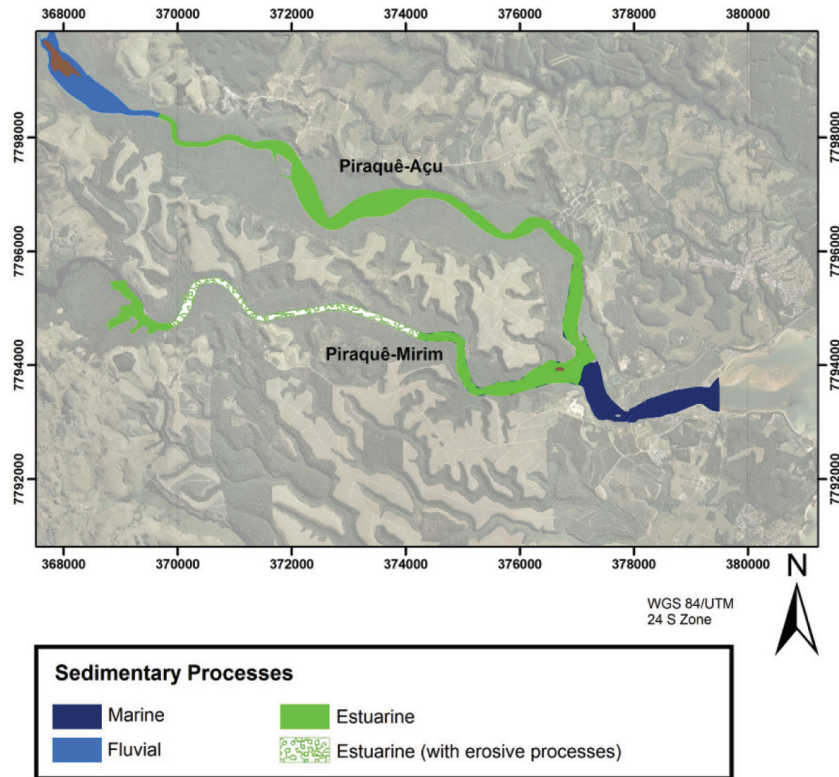 368000 370000 372000 374000 376000 378000 380000
7798000 7798000
Piraquê-Açu
7796000 7796000
7794000 7794000
Piraquê-Mirim
7792000 7792000
368000 370000 372000 374000 376000 378000 380000
N
WGS 84/UTM
24 S Zone
Sedimentary Processes
Marine Estuarine
Fluvial Estuarine (with erosive processes)